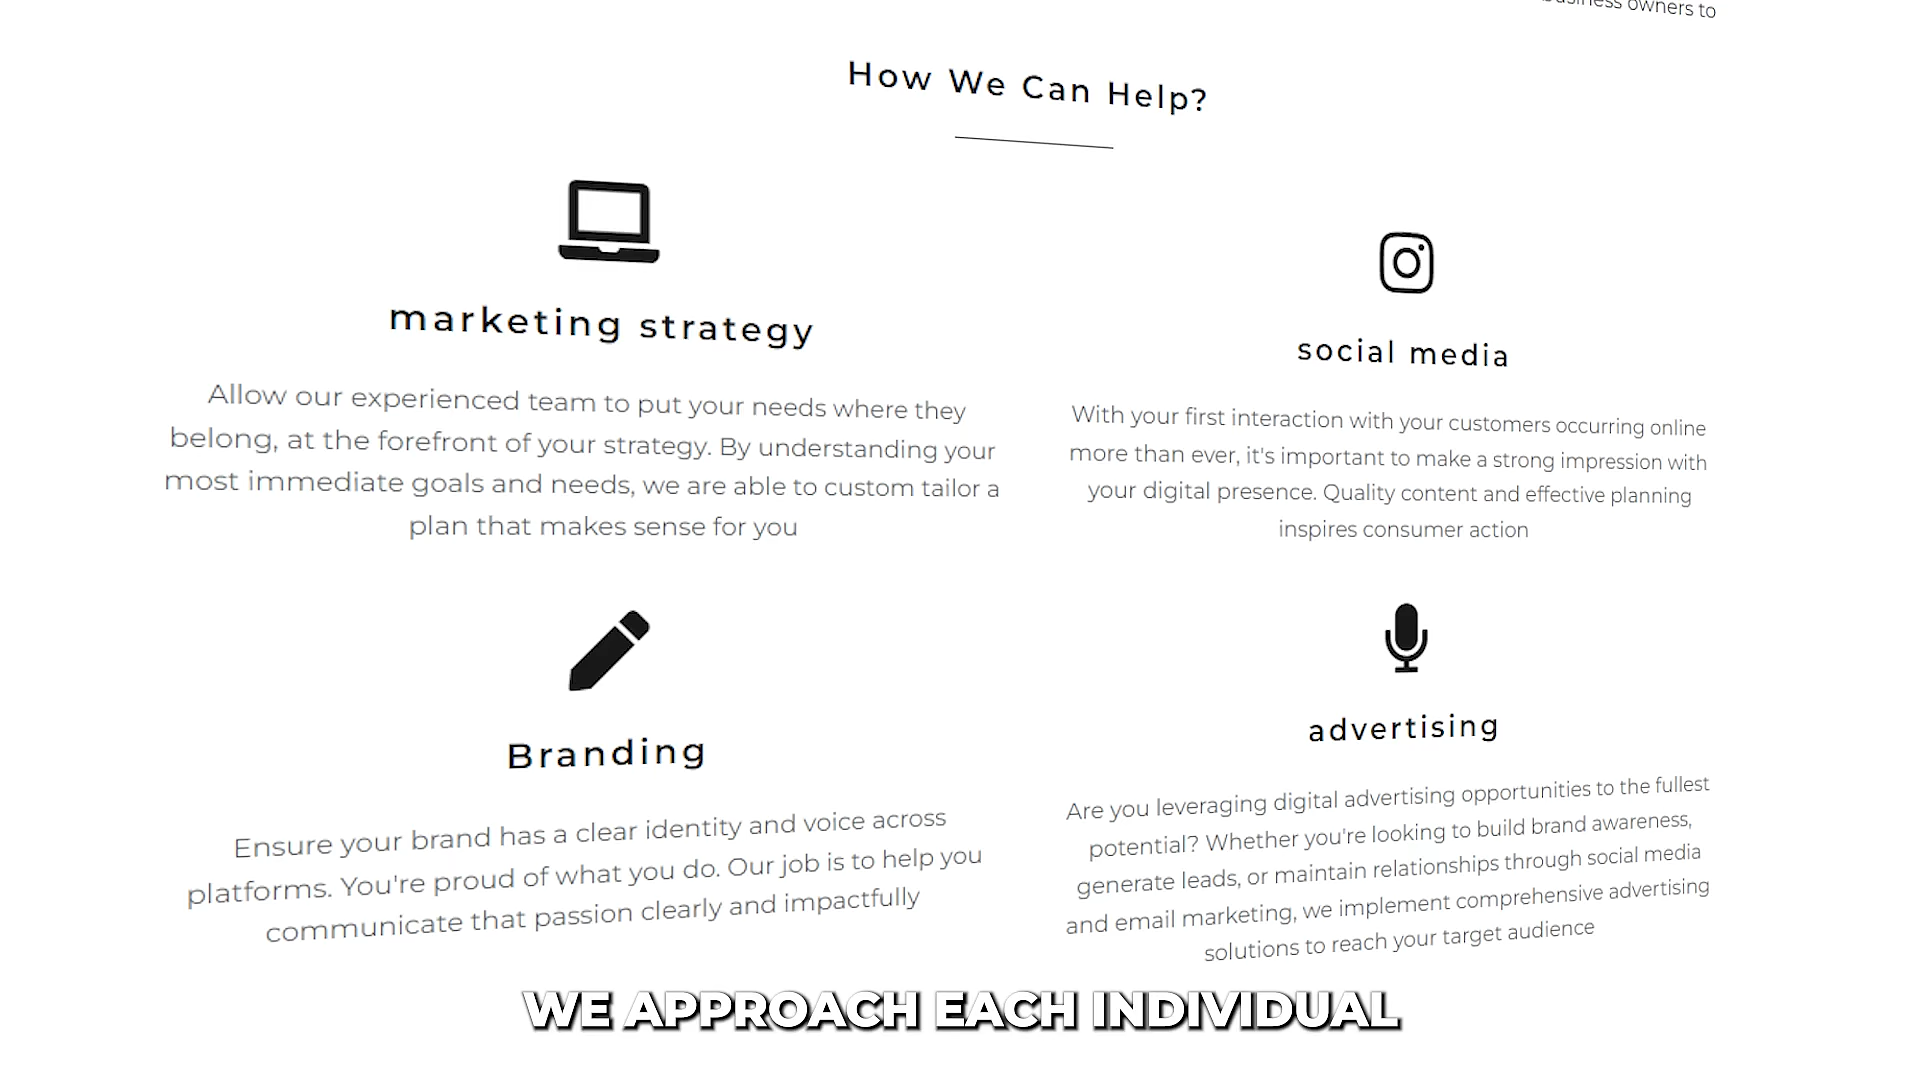 business owners to
How We Can Help?
marketing strategy
Allow our experienced team to put your needs where they
belong, at the forefront of your strategy. By understanding your
most immediate goals and needs, we are able to custom tailor a
plan that makes sense for you
social media
With your first interaction with your customers occurring online
more than ever, it's important to make a strong impression with
your digital presence. Quality content and effective planning
inspires consumer action
Branding
Ensure your brand has a clear identity and voice across
platforms. You're proud of what you do. Our job is to help you
communicate that passion clearly and impactfully
advertising
Are you leveraging digital advertising opportunities to the fullest
potential? Whether you're looking to build brand awareness,
generate leads, or maintain relationships through social media
and email marketing, we implement comprehensive advertising
solutions to reach your target audience
WE APPROACH EACH INDIVIDUAL